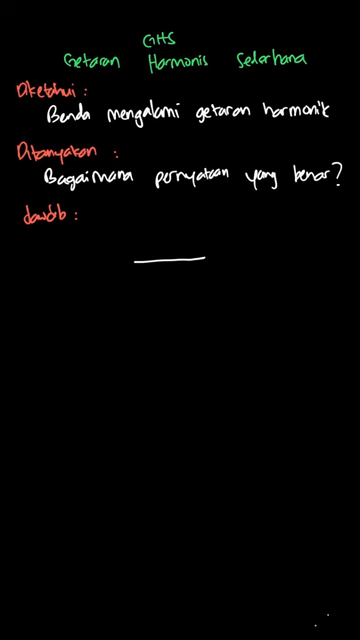 GHS
Getaran Harmonis Sederhana
Diketahui :
Benda mengalami getaran harmonik
Ditanyakan :
Bagaimana pernyataan yang benar?
Jawab :